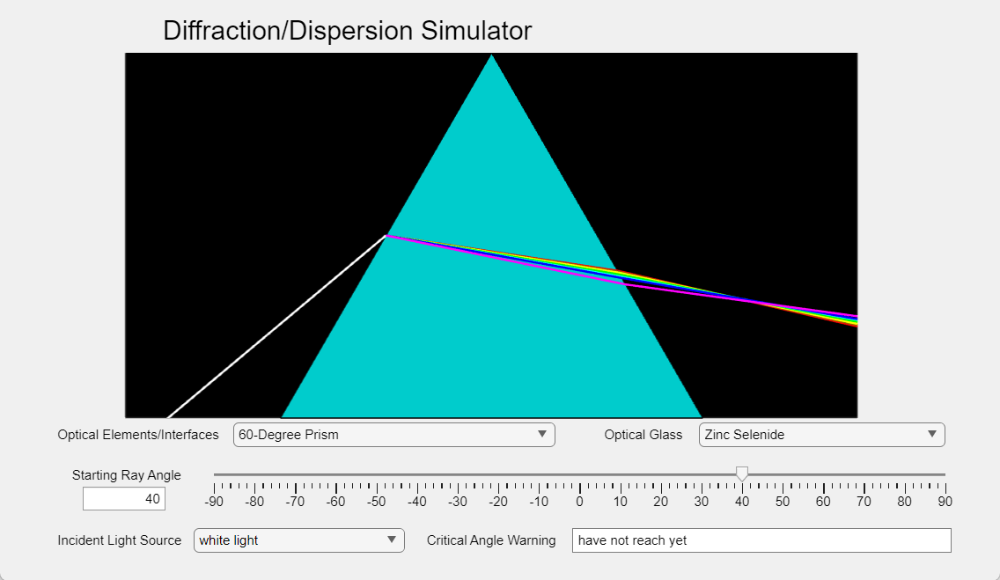 Diffraction/Dispersion Simulator
Optical Elements/Interfaces 60-Degree Prism Optical Glass Zinc Selenide
Starting Ray Angle
40
-90 -80 -70 -60 -50 -40 -30 -20 -10 0 10 20 30 40 50 60 70 80 90
Incident Light Source white light Critical Angle Warning have not reach yet